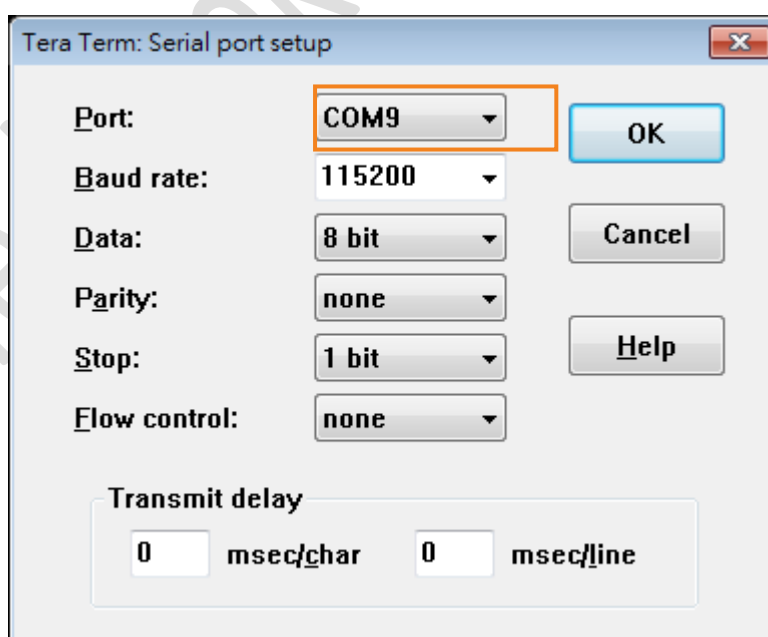 Tera Term: Serial port setup
Port: COM9 OK
Baud rate: 115200
Data: 8 bit Cancel
Parity: none
Stop: 1 bit Help
Flow control: none
Transmit delay
0 msec/char 0 msec/line